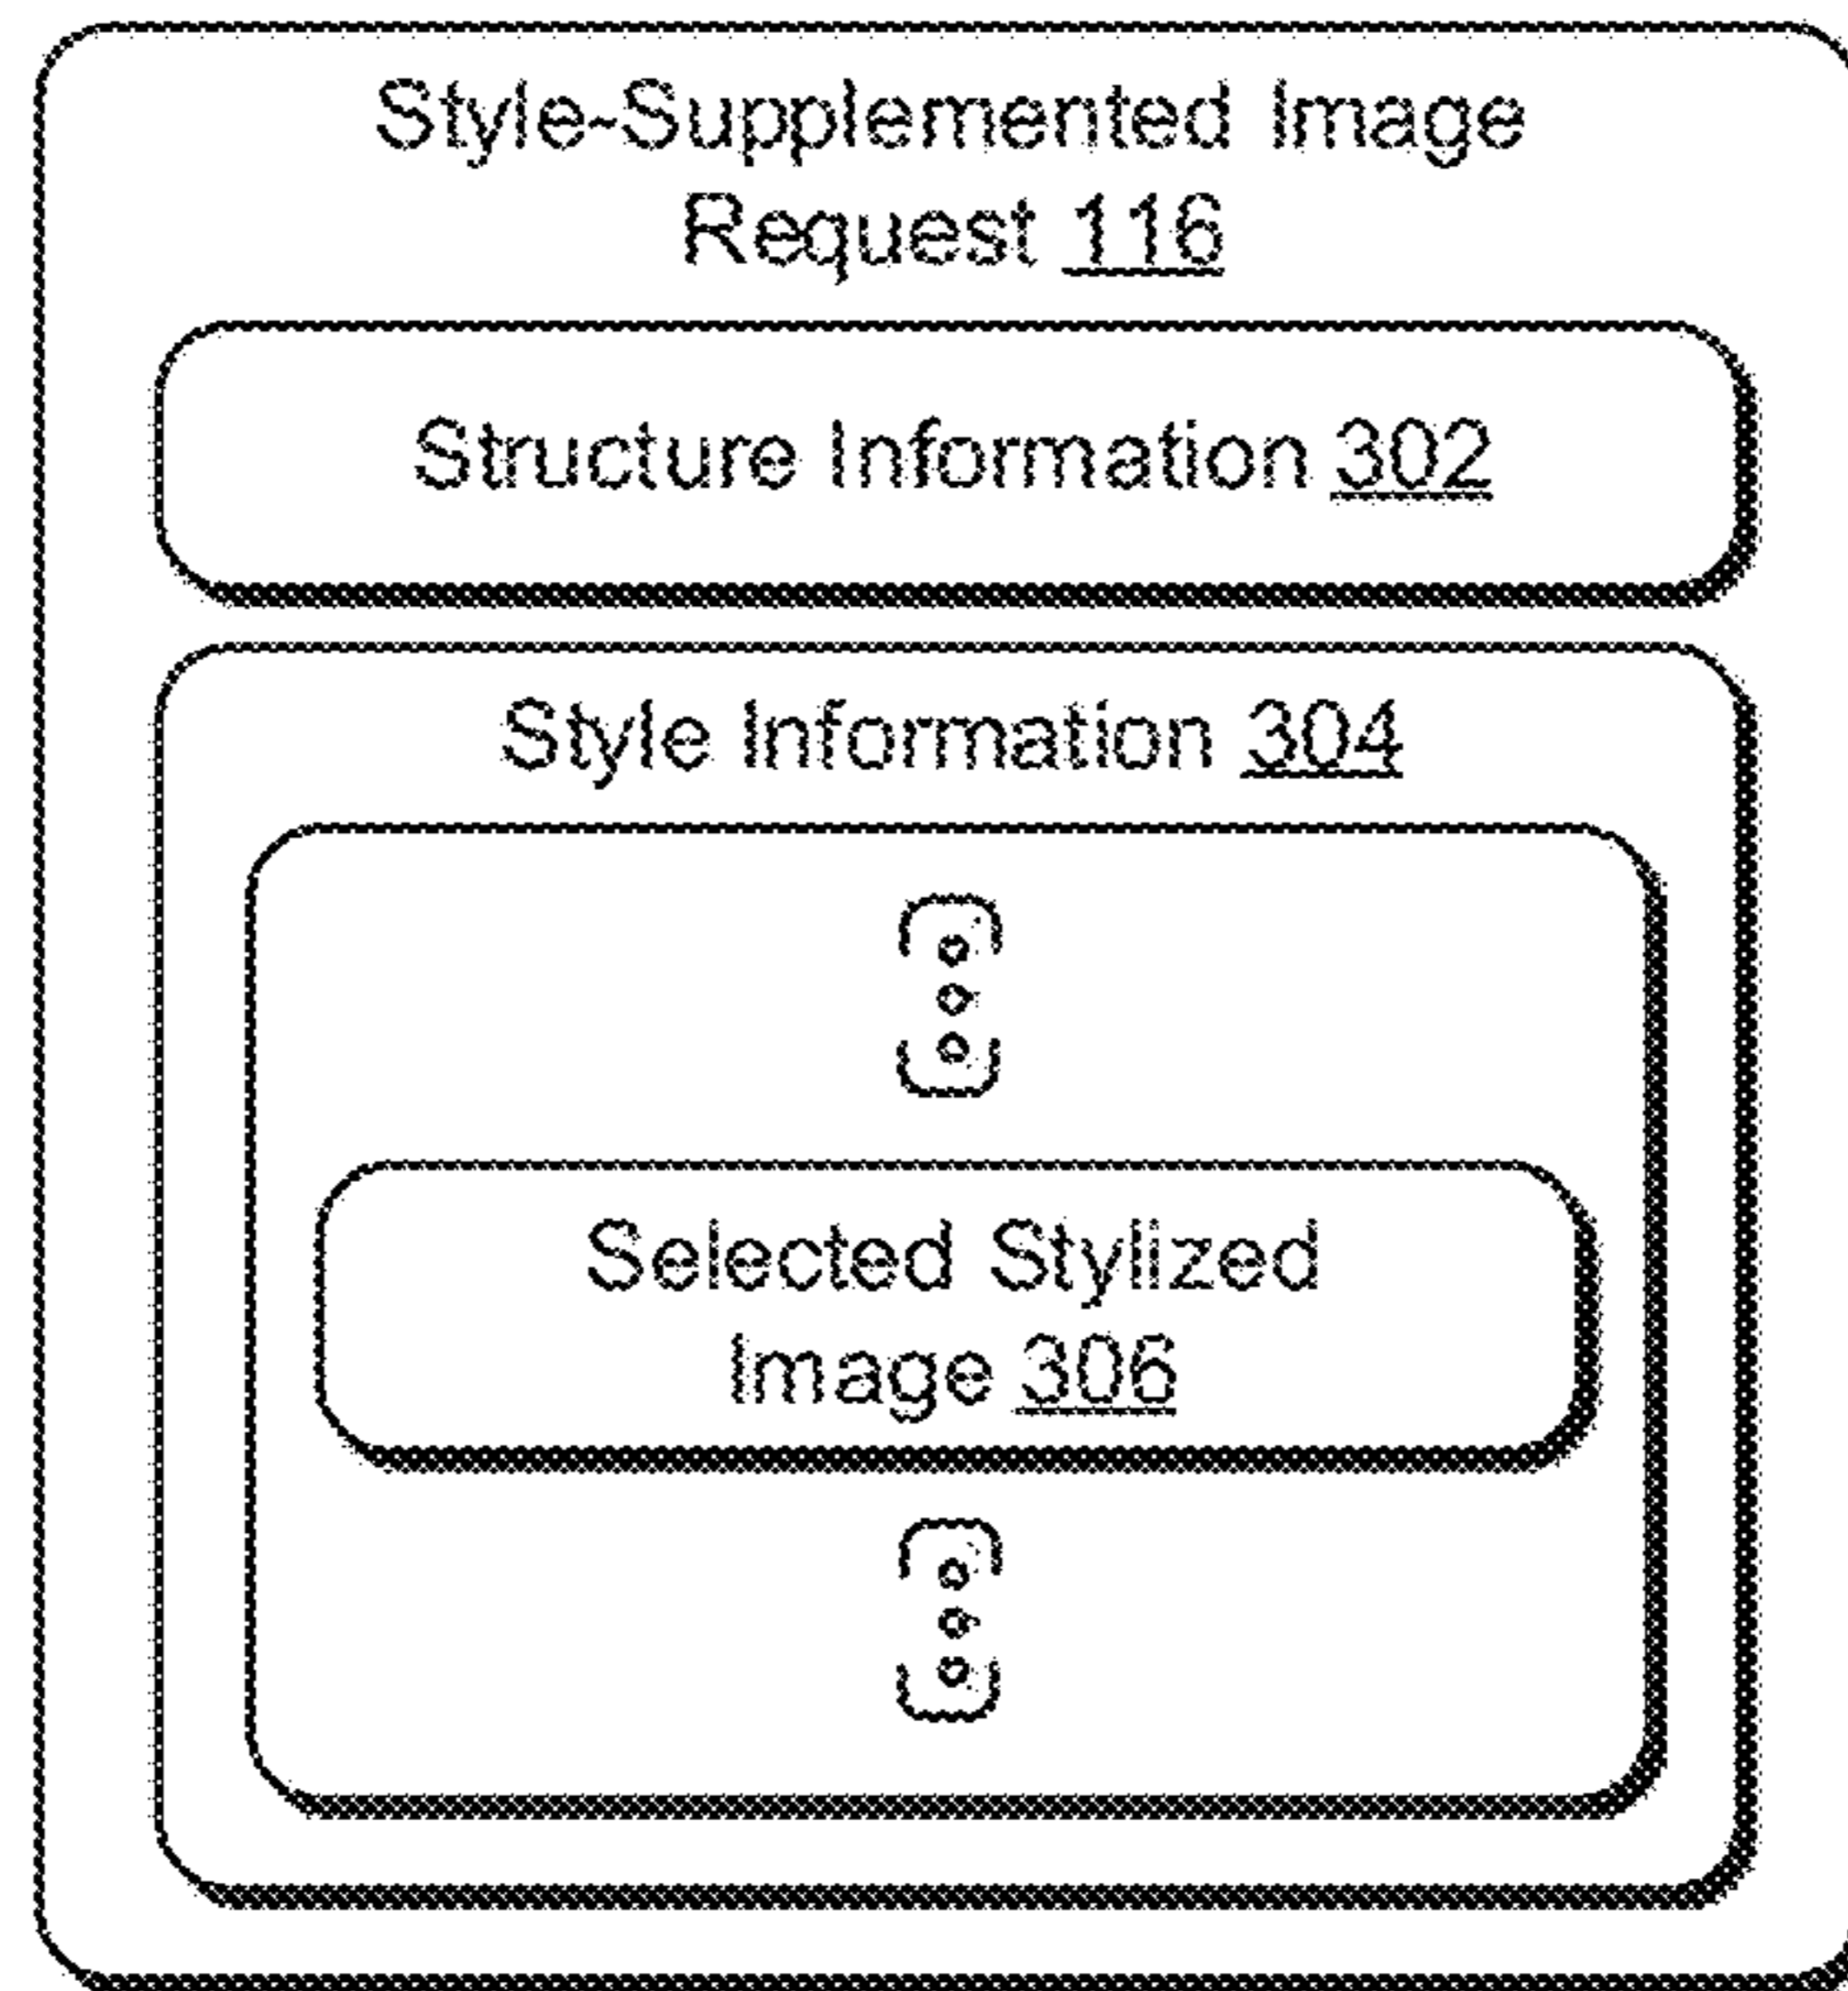 Style-Supplemented Image
Request 116
Structure Information 302
Style Information 304
Selected Stylized
Image 306